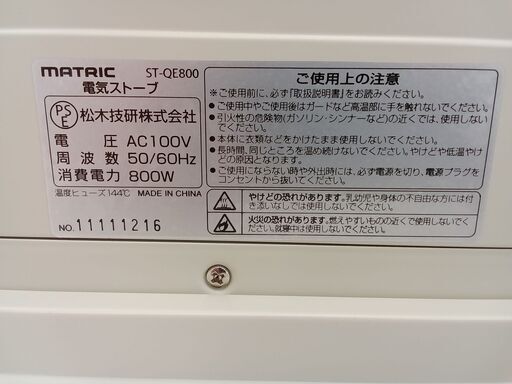 MATRIC ST-QE800
電気ストーブ
PS E 松木技研株式会社
電 圧 AC100V
周 波 数 50/60Hz
消費電力 800W
温度ヒューズ144℃ MADE IN CHINA
NO. 11111216
ご使用上の注意
※ご使用前に、必ず「取扱説明書」をお読みください。
●ご使用中やご使用後はガードなど高温部に手を触れないでください。
●引火性の危険物(ガソリン・シンナーなど)の近くでは、使用しないでください。
●本体に衣類などをかけたまま使用しないでください。
●長時間、同じところを温め続けないでください。やけどや低温やけどの原因となります。
●ご使用にならない時や外出時には、必ず電源を切り、電源プラグをコンセントから抜いてください。
やけどの恐れがあります。乳幼児や身体の不自由な方には付き添いなしでは使用しないでください。
火災の恐れがあります。燃えやすいものの近くで使用しないでください。就寝中は使用しないでください。